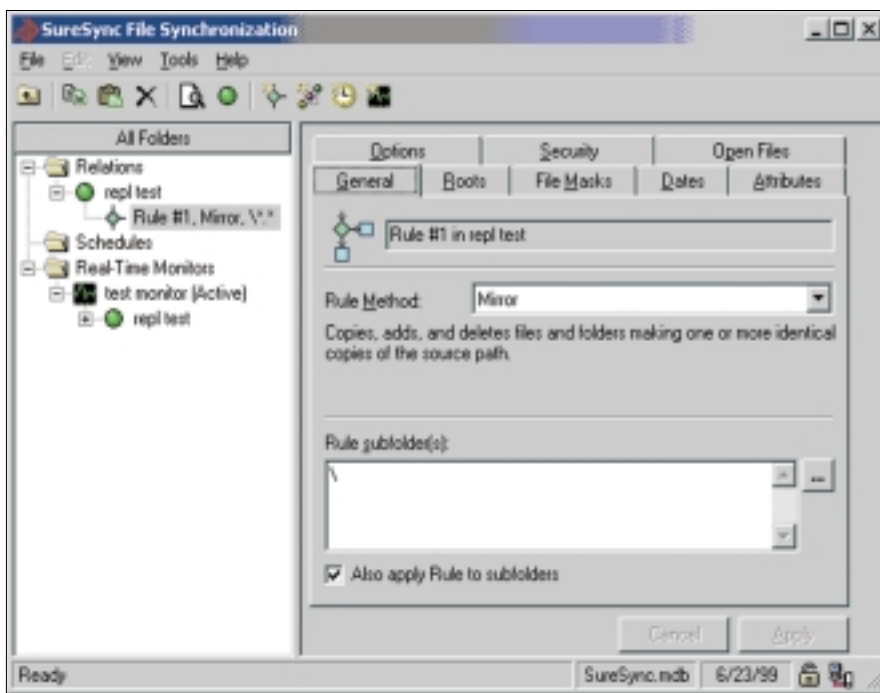 SureSync File Synchronization
File Edit View Tools Help
All Folders
Relations
repl test
Rule #1, Mirror, \*.*
Schedules
Real-Time Monitors
test monitor (Active)
repl test
Options Security Open Files
General Roots File Masks Dates Attributes
Rule #1 in repl test
Rule Method: Mirror
Copies, adds, and deletes files and folders making one or more identical
copies of the source path.
Rule subfolder(s):
\
...
Also apply Rule to subfolders
Cancel Apply
Ready SureSync.mdb 6/23/99